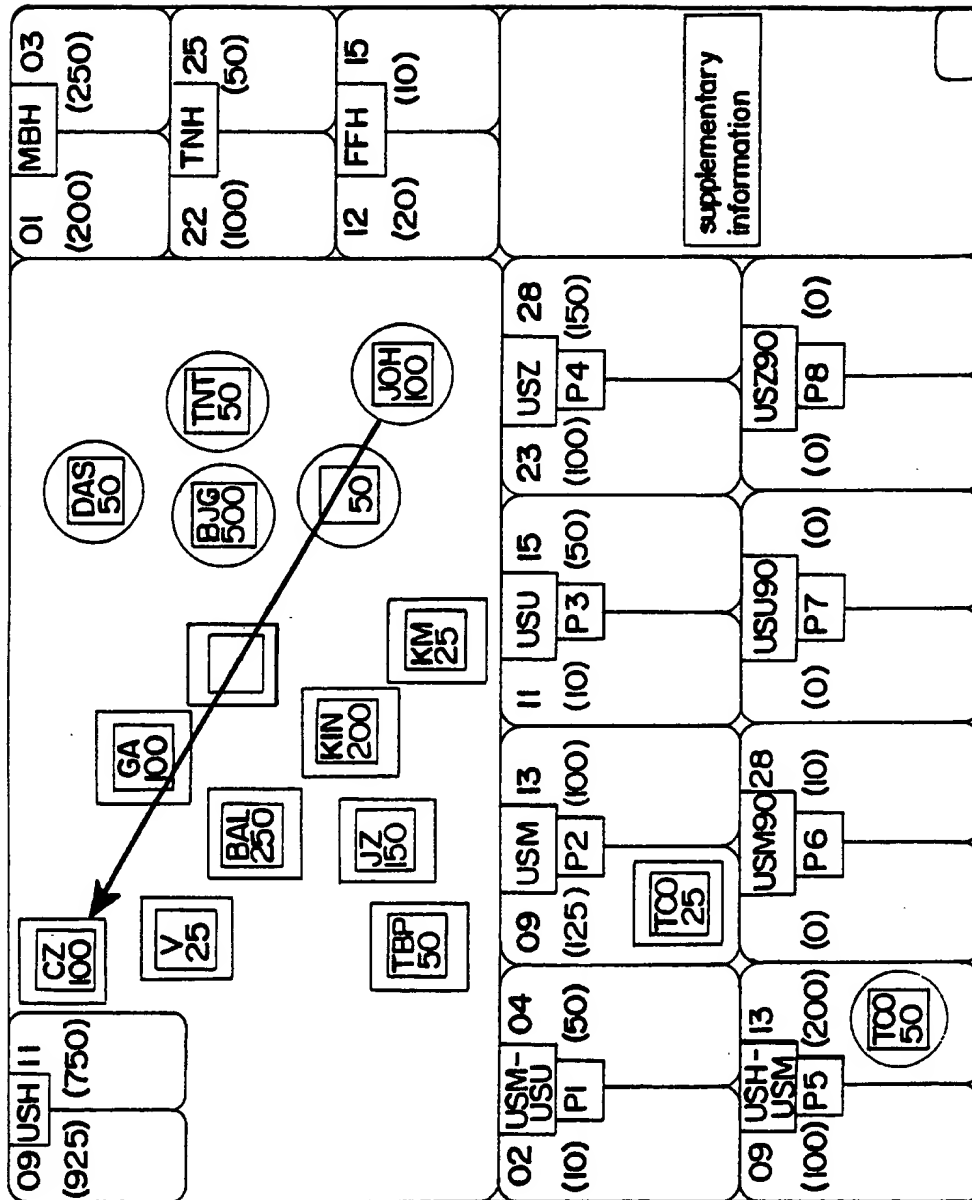 09 USH 11
(925) (750)
CZ
100
GA
100
V
25
BAL
250
JZ
150
TBP
50
KIN
200
KM
25
DAS
50
BJG
500
TNT
50
50
JOH
100
01 MBH 03
(200) (250)
22 TNH 25
(100) (50)
12 FFH 15
(20) (10)
02 USM-
USU 04
(10) P1 (50)
09 USM 13
(125) P2 (100)
TCO
25
11 USU 15
(10) P3 (50)
23 USZ 28
(100) P4 (150)
09 USH-
USM 13
(100) P5 (200)
TCO
50
USM90 28
(0) P6 (10)
USU90
(0) P7 (0)
USZ90
(0) P8 (0)
supplementary
information